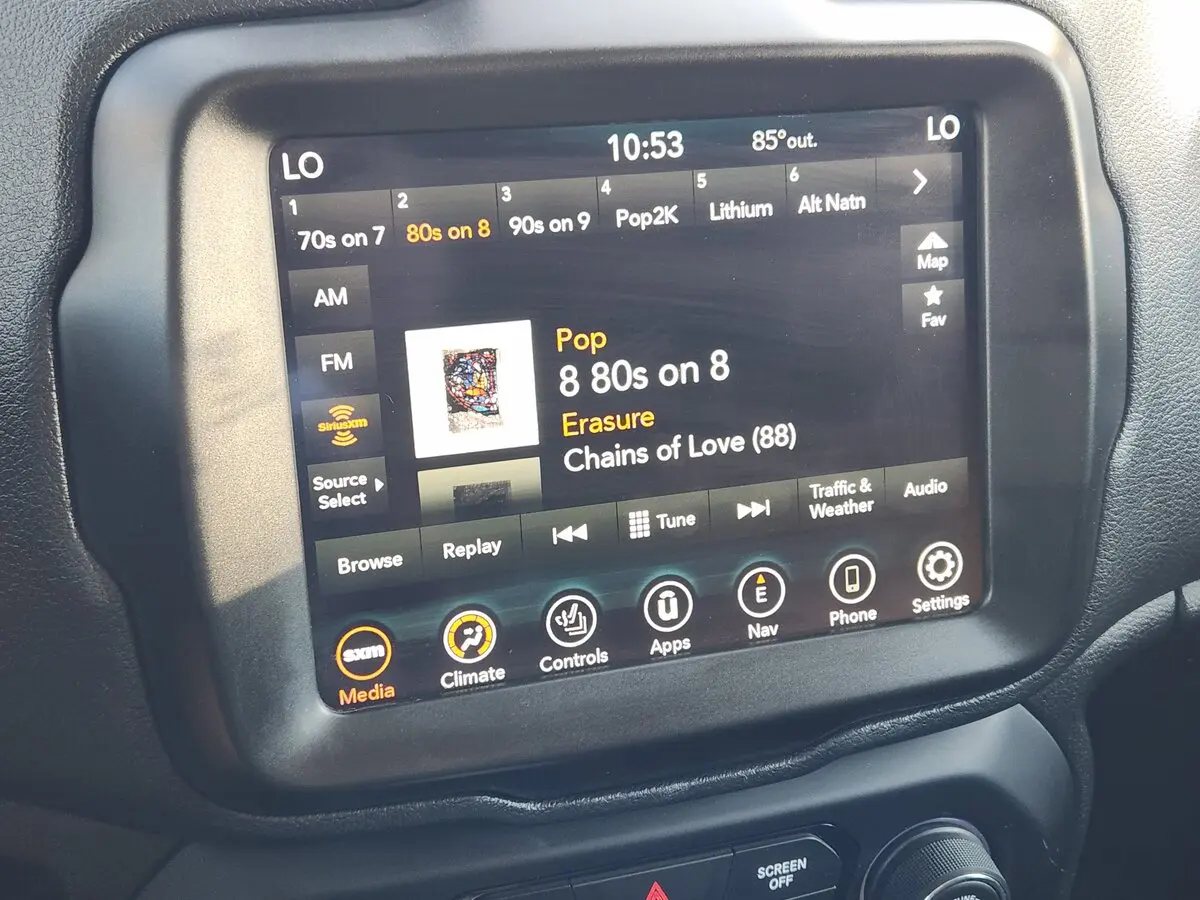 LO
10:53
85° out.
LO
1
70s on 7
2
80s on 8
3
90s on 9
4
Pop2K
5
Lithium
6
Alt Natn
AM
FM
SiriusXM
Source
Select
Map
Fav
Pop
8 80s on 8
Erasure
Chains of Love (88)
Browse
Replay
Tune
Traffic &
Weather
Audio
sxm
Media
Climate
Controls
U
Apps
E
Nav
Phone
Settings
SCREEN
OFF